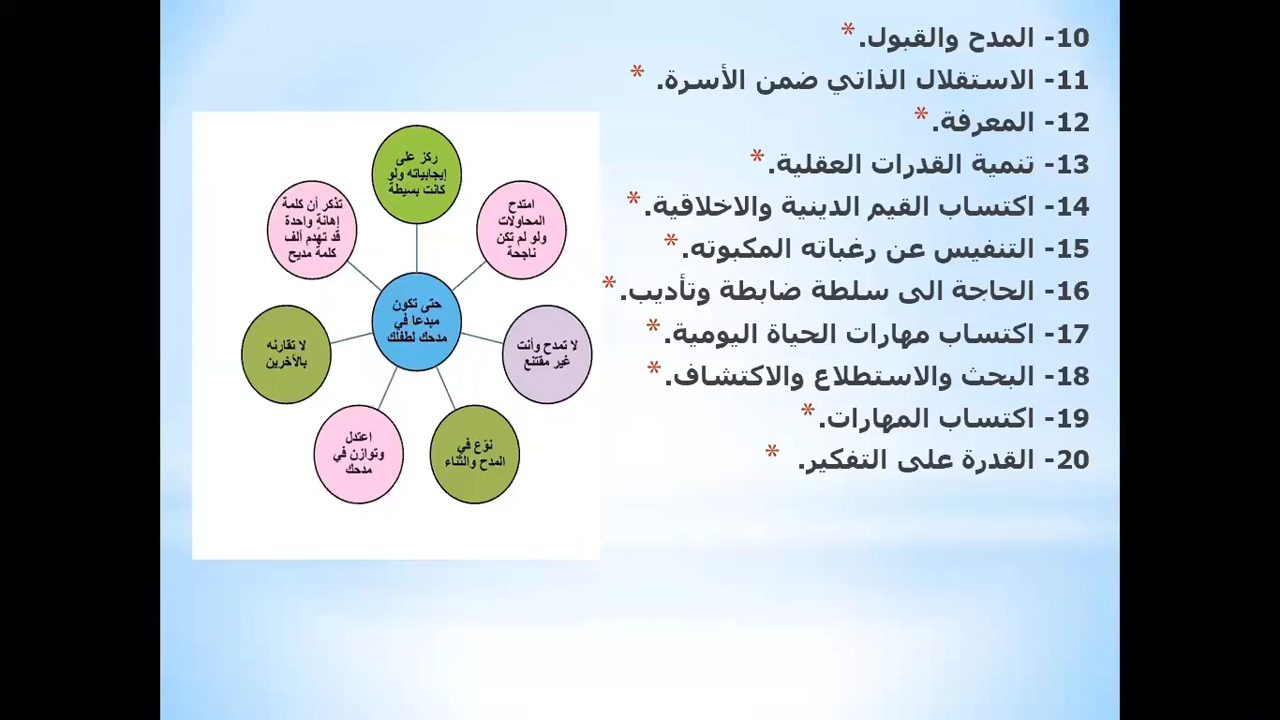 10- المدح والقبول. *
11- الاستقلال الذاتي ضمن الأسرة. *
12- المعرفة. *
13- تنمية القدرات العقلية. *
14- اكتساب القيم الدينية والاخلاقية. *
15- التنفيس عن رغباته المكبوته. *
16- الحاجة الى سلطة ضابطة وتأديب. *
17- اكتساب مهارات الحياة اليومية. *
18- البحث والاستطلاع والاكتشاف. *
19- اكتساب المهارات. *
20- القدرة على التفكير. *
حتى تكون
مبدعا في
مدحك لطفلك
ركز على
إيجابياته ولو
كانت بسيطة
امتدح
المحاولات
ولو لم تكن
ناجحة
لا تمدح وأنت
غير مقتنع
نوّع في
المدح والثناء
اعتدل
وتوازن في
مدحك
لا تقارنه
بالآخرين
تذكر أن كلمة
إهانةٍ واحدة
قد تهدم ألف
كلمة مديح